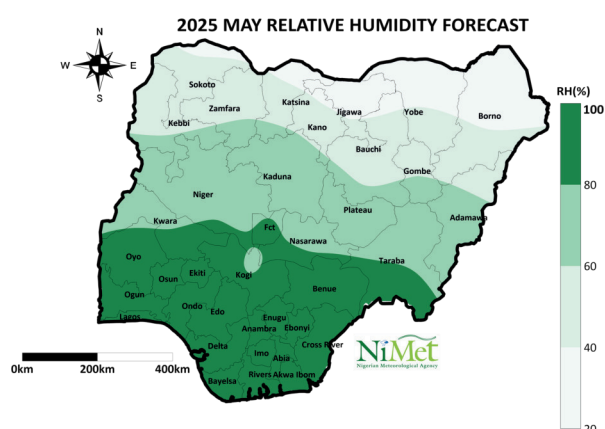 2025 MAY RELATIVE HUMIDITY FORECAST
N
W E
S
RH(%)
100
80
60
40
20
Sokoto
Katsina
Zamfara
Jigawa
Yobe
Borno
Kebbi
Kano
Bauchi
Gombe
Kaduna
Niger
Plateau
Adamawa
Kwara
Fct
Nasarawa
Oyo
Taraba
Ekiti
Kogi
Osun
Benue
Ogun
Ondo
Edo
Lagos
Enugu
Anambra
Ebonyi
Delta
Cross River
Imo
Abia
Bayelsa
Rivers
Akwa Ibom
NiMet
Nigerian Meteorological Agency
0km 200km 400km